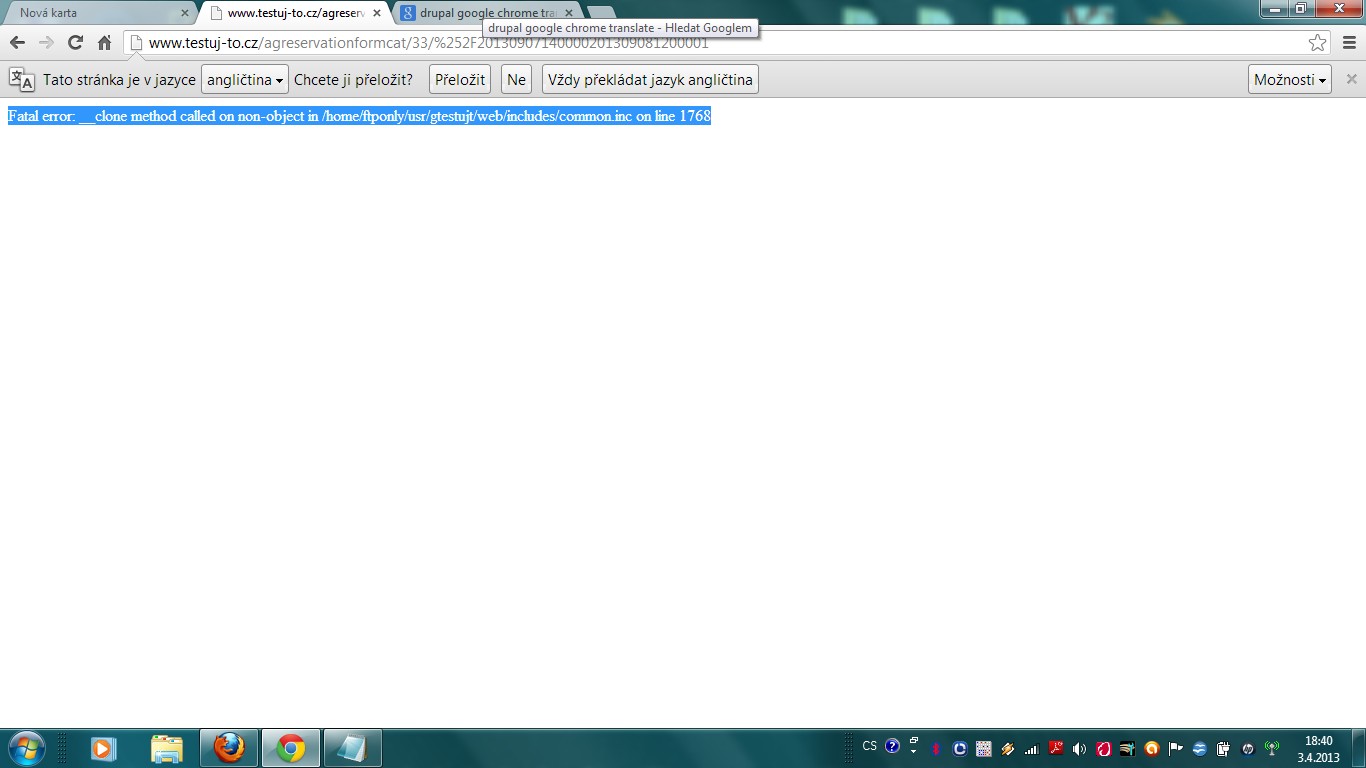 Nová karta
www.testuj-to.cz/agreserv
drupal google chrome tra
drupal google chrome translate - Hledat Googlem
www.testuj-to.cz/agreservationformcat/33/%252F201309071400002013090812000​01
Tato stránka je v jazyce angličtina Chcete ji přeložit? Přeložit Ne Vždy překládat jazyk angličtina Možnosti
Fatal error: __clone method called on non-object in /home/ftponly/usr/gtestujt/web/includes/common.inc on line 1768
CS
18:40
3.4.2013